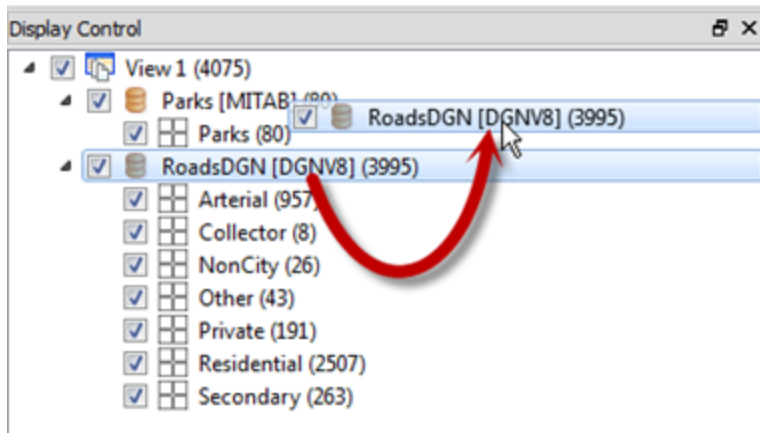 Display Control
View 1 (4075)
Parks [MITAB] (80)
RoadsDGN [DGNV8] (3995)
Parks (80)
RoadsDGN [DGNV8] (3995)
Arterial (957)
Collector (8)
NonCity (26)
Other (43)
Private (191)
Residential (2507)
Secondary (263)